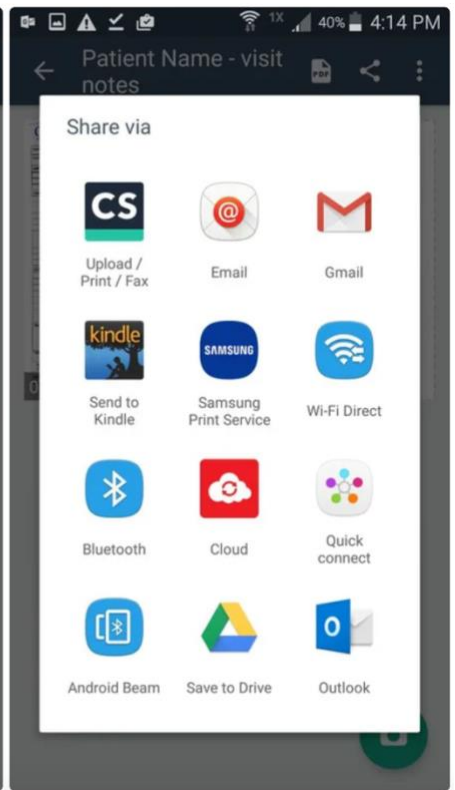 1X 40% 4:14 PM
Patient Name - visit
notes
PDF
Share via
CS
Upload /
Print / Fax
@
Email
Gmail
kindle
Send to
Kindle
SAMSUNG
Samsung
Print Service
Wi-Fi Direct
Bluetooth
Cloud
Quick
connect
Android Beam
Save to Drive
Outlook